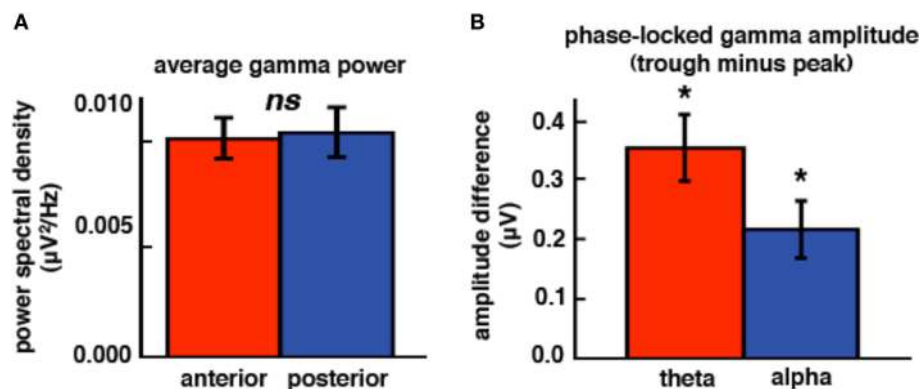 A
average gamma power
ns
power spectral density
(µV²/Hz)
0.010
0.005
0.000
anterior posterior
B
phase-locked gamma amplitude
(trough minus peak)
*
*
amplitude difference
(µV)
0.4
0.3
0.2
0.1
0.0
theta alpha